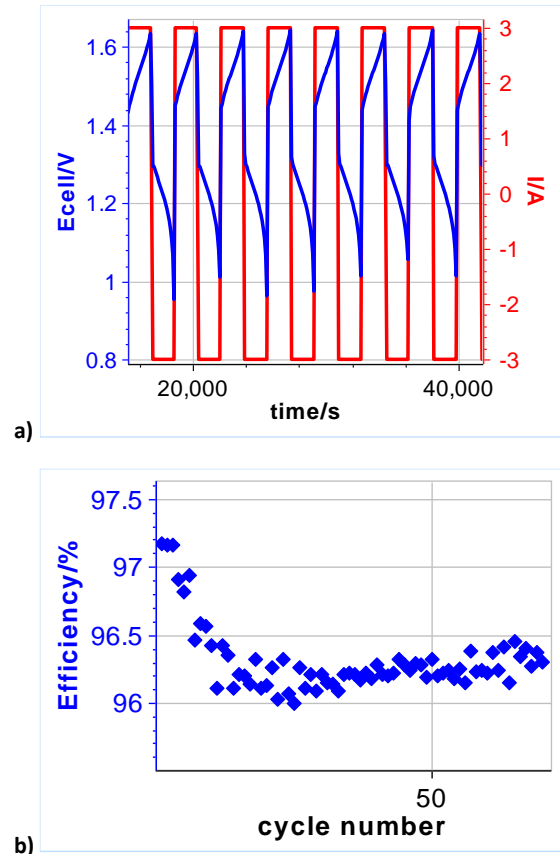 1.6
1.4
1.2
1
0.8
Ecell/V
3
2
1
0
-1
-2
-3
I/A
20,000
40,000
time/s
a)
97.5
97
96.5
96
Efficiency/%
50
cycle number
b)